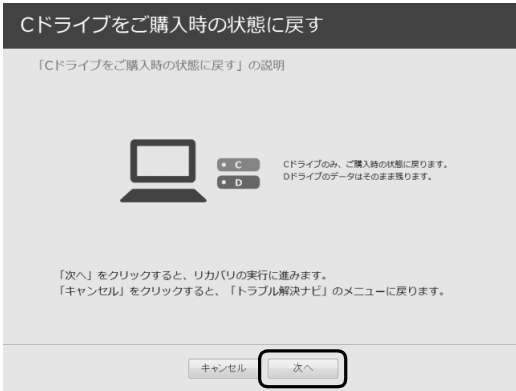 Cドライブをご購入時の状態に戻す
「Cドライブをご購入時の状態に戻す」の説明
C
D
Cドライブのみ、ご購入時の状態に戻ります。
Dドライブのデータはそのまま残ります。
「次へ」をクリックすると、リカバリの実行に進みます。
「キャンセル」をクリックすると、「トラブル解決ナビ」のメニューに戻ります。
キャンセル
次へ